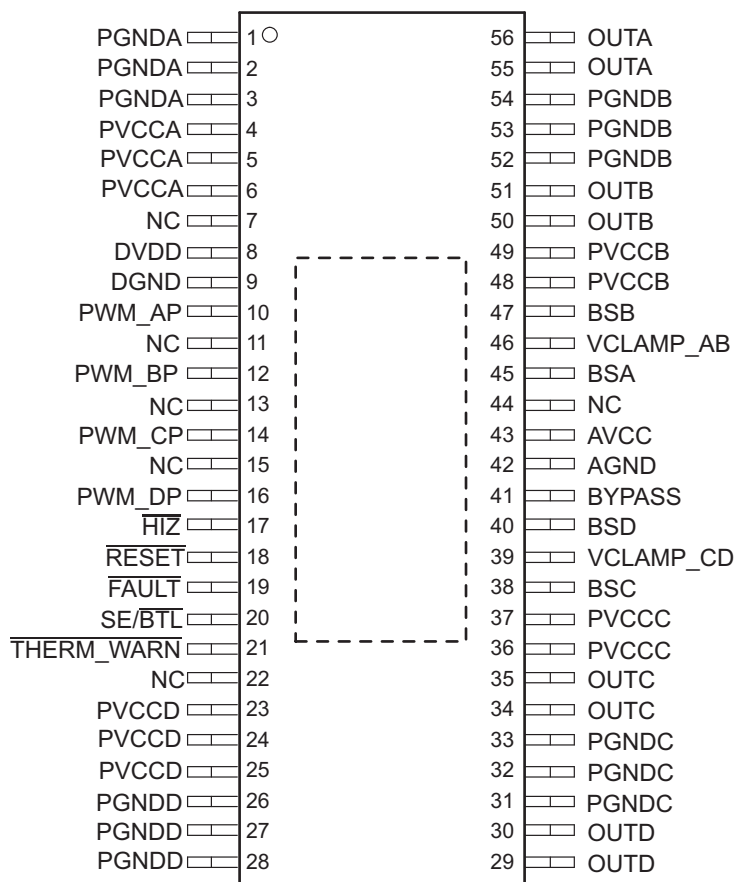 PGNDA 1 56 OUTA
PGNDA 2 55 OUTA
PGNDA 3 54 PGNDB
PVCCA 4 53 PGNDB
PVCCA 5 52 PGNDB
PVCCA 6 51 OUTB
NC 7 50 OUTB
DVDD 8 49 PVCCB
DGND 9 48 PVCCB
PWM_AP 10 47 BSB
NC 11 46 VCLAMP_AB
PWM_BP 12 45 BSA
NC 13 44 NC
PWM_CP 14 43 AVCC
NC 15 42 AGND
PWM_DP 16 41 BYPASS
HIZ 17 40 BSD
RESET 18 39 VCLAMP_CD
FAULT 19 38 BSC
SE/BTL 20 37 PVCCC
THERM_WARN 21 36 PVCCC
NC 22 35 OUTC
PVCCD 23 34 OUTC
PVCCD 24 33 PGNDC
PVCCD 25 32 PGNDC
PGNDD 26 31 PGNDC
PGNDD 27 30 OUTD
PGNDD 28 29 OUTD